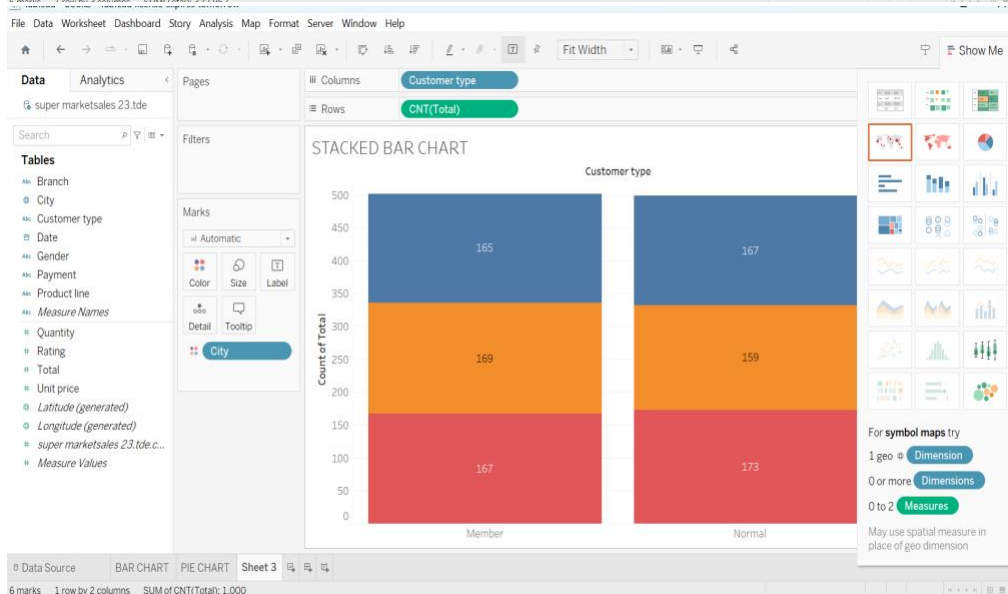 File Data Worksheet Dashboard Story Analysis Map Format Server Window Help
Fit Width
Show Me
Data Analytics
super marketsales 23.tde
Search
Tables
Abc Branch
City
Abc Customer type
Date
Abc Gender
Abc Payment
Abc Product line
Abc Measure Names
# Quantity
# Rating
# Total
# Unit price
Latitude (generated)
Longitude (generated)
# super marketsales 23.tde.c...
# Measure Values
Pages
Filters
Marks
Automatic
Color Size Label
Detail Tooltip
City
Columns Customer type
Rows CNT(Total)
STACKED BAR CHART
Customer type
Count of Total
500
450
400
350
300
250
200
150
100
50
0
165 167
169 159
167 173
Member Normal
For symbol maps try
1 geo Dimension
0 or more Dimensions
0 to 2 Measures
May use spatial measure in
place of geo dimension
Data Source BAR CHART PIE CHART Sheet 3
6 marks 1 row by 2 columns SUM of CNT(Total): 1,000